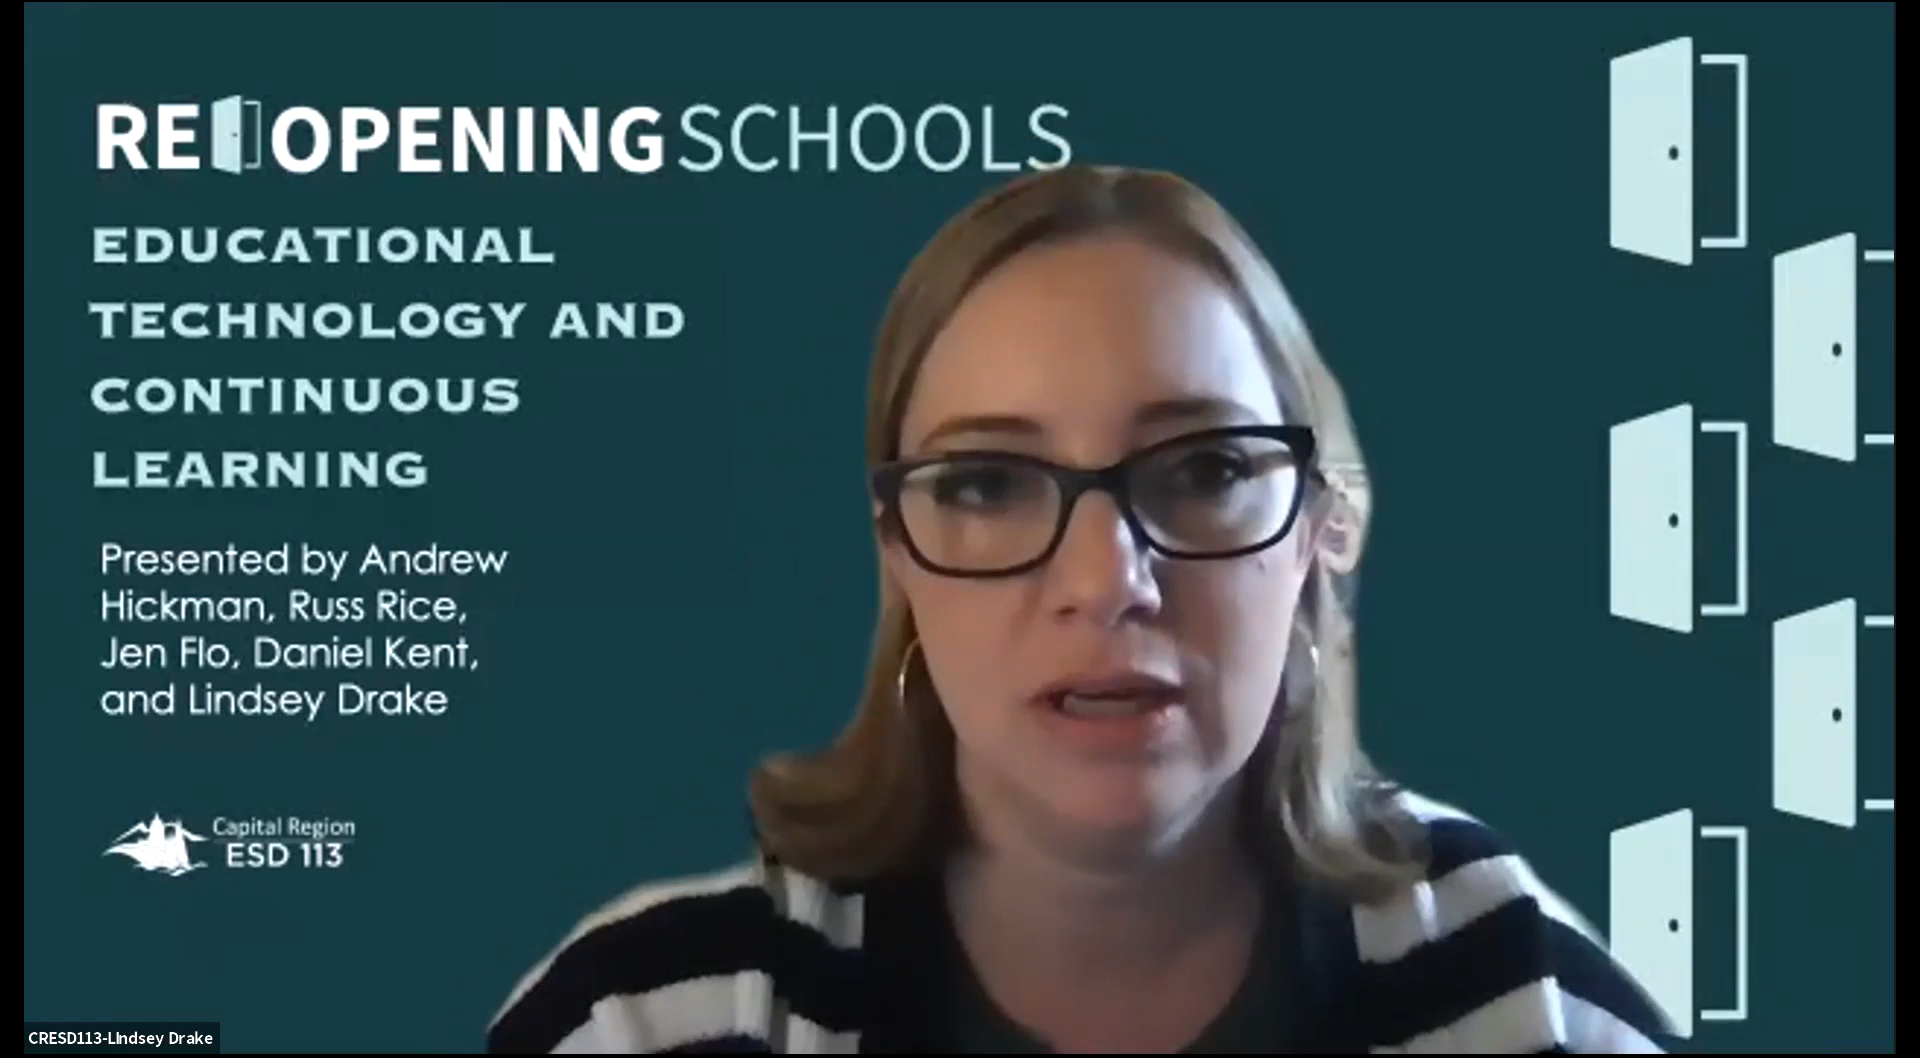 REOPENING SCHOOLS
EDUCATIONAL
TECHNOLOGY AND
CONTINUOUS
LEARNING
Presented by Andrew
Hickman, Russ Rice,
Jen Flo, Daniel Kent,
and Lindsey Drake
Capital Region
ESD 113
CRESD113-LIndsey Drake